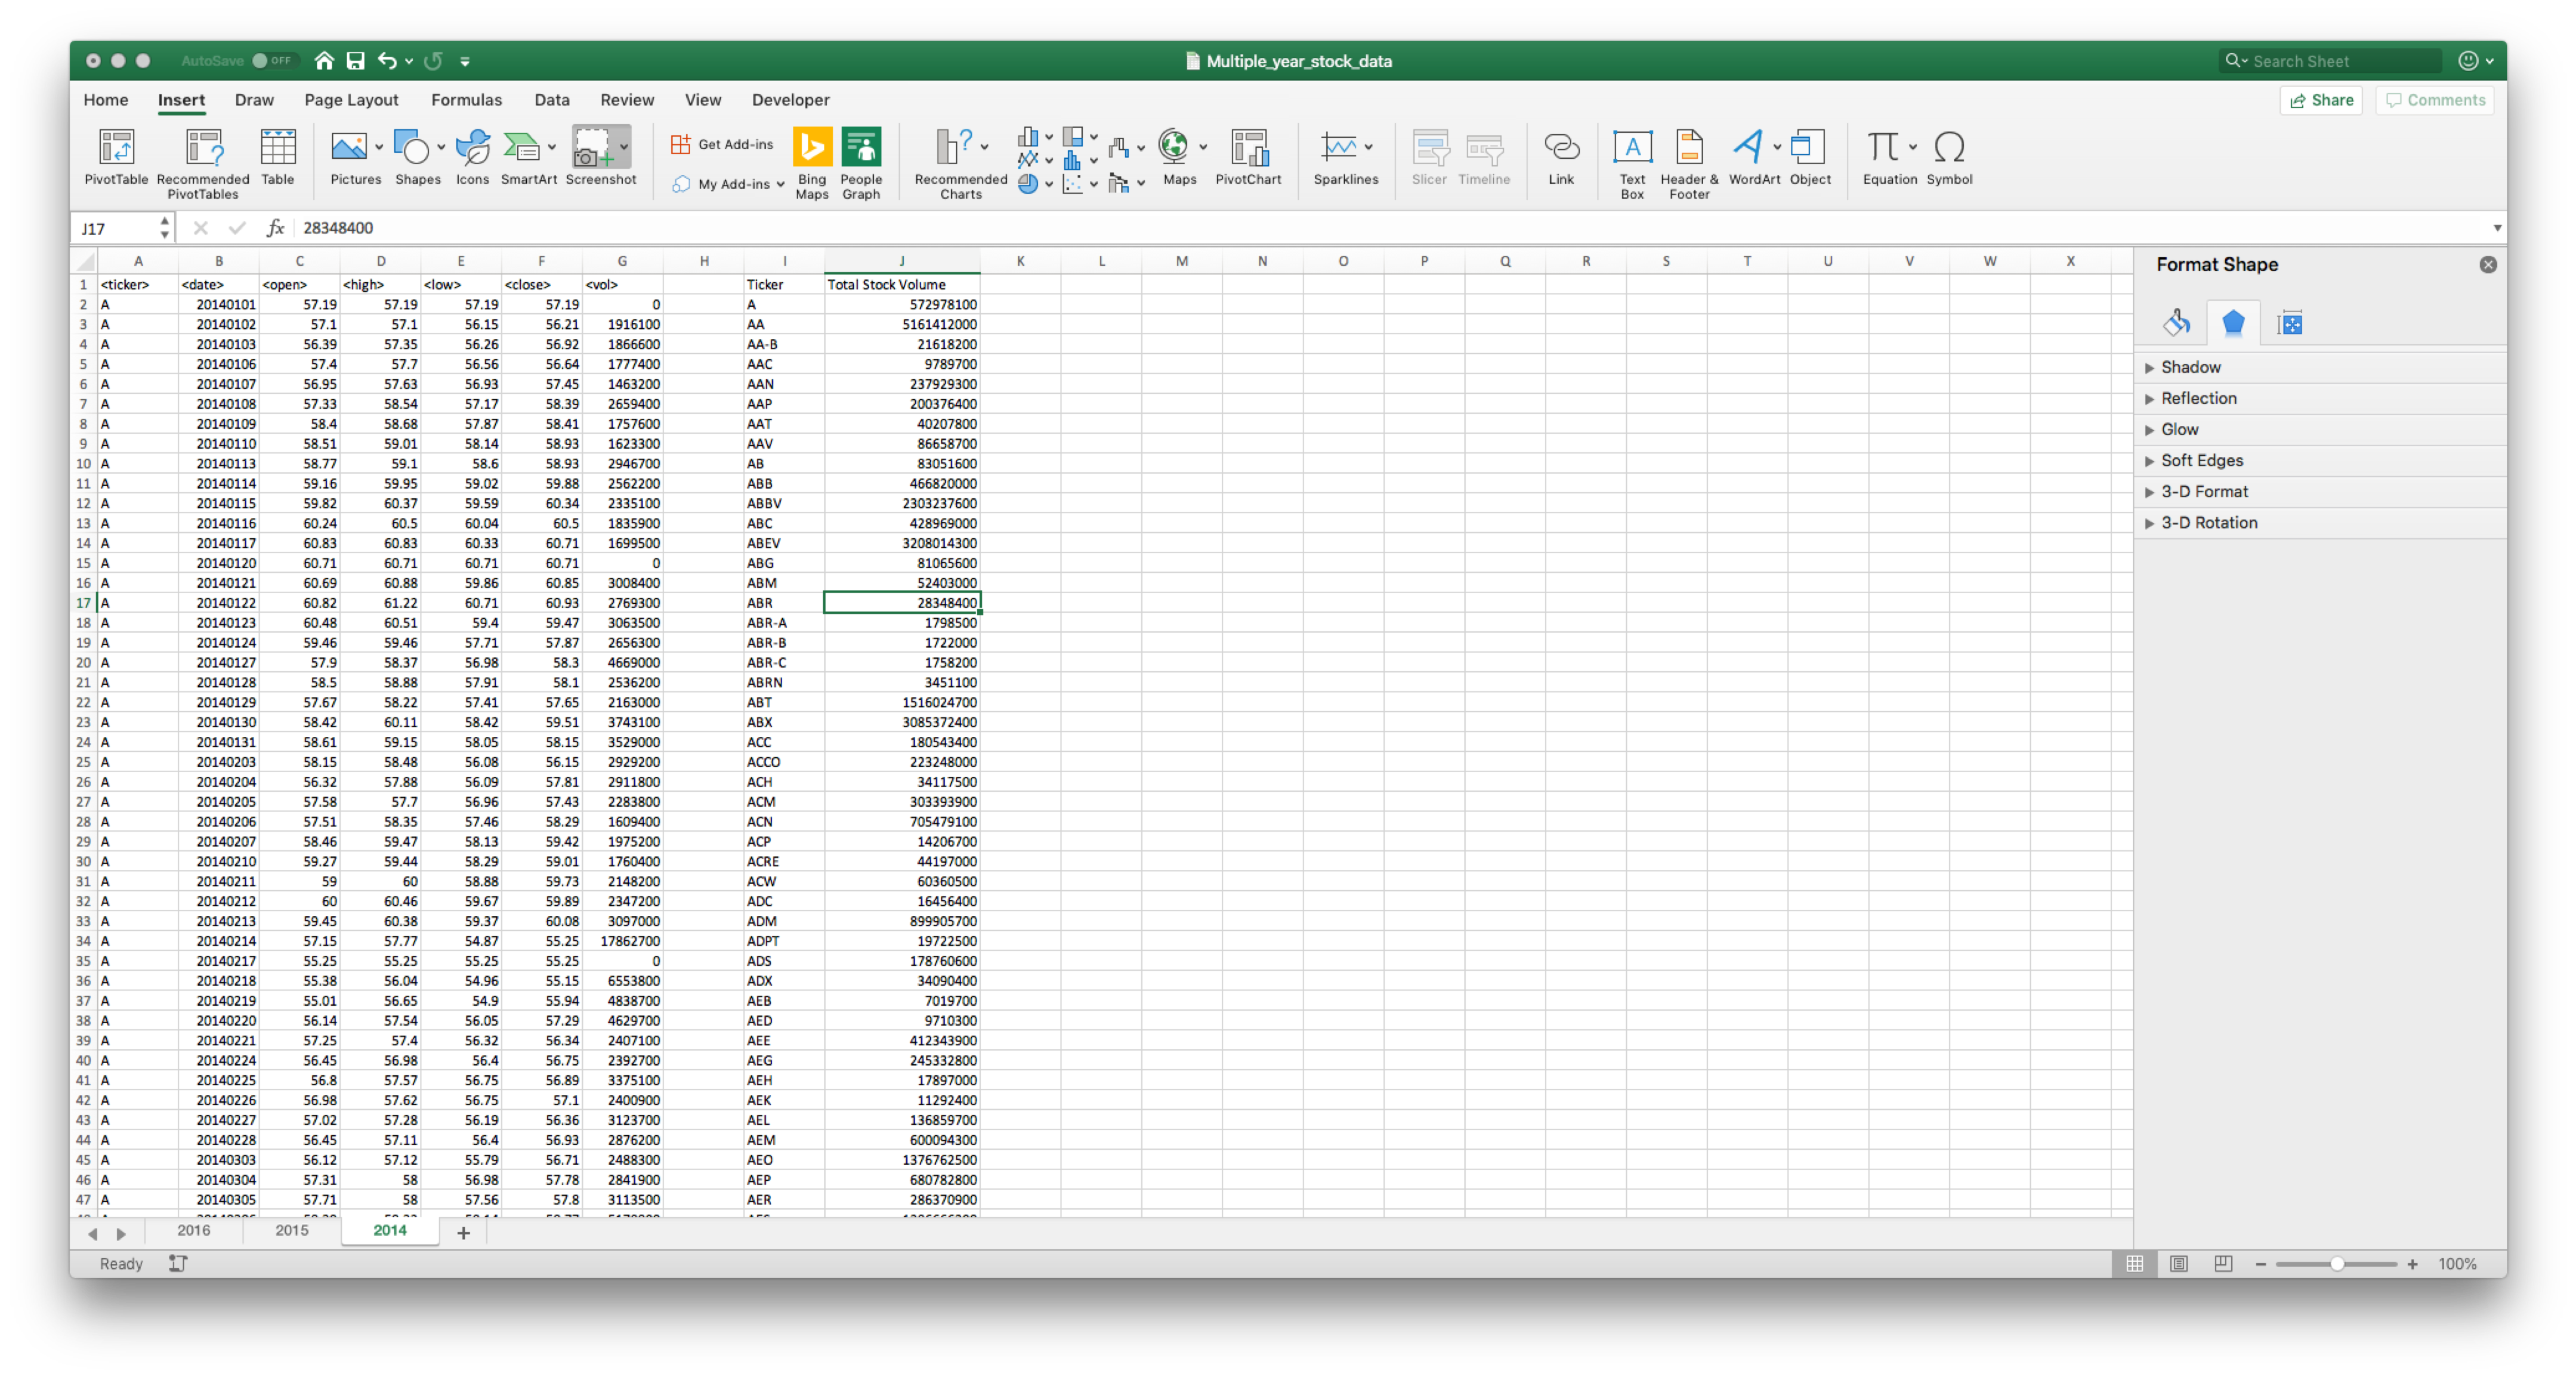 AutoSave OFF Multiple_year_stock_data Search Sheet
Home Insert Draw Page Layout Formulas Data Review View Developer Share Comments
PivotTable Recommended PivotTables Table Pictures Shapes Icons SmartArt Screenshot Get Add-ins My Add-ins Bing Maps People Graph Recommended Charts Maps PivotChart Sparklines Slicer Timeline Link Text Box Header & Footer WordArt Object Equation Symbol
J17 fx 28348400
A B C D E F G H I J K L M N O P Q R S T U V W X
1 <ticker> <date> <open> <high> <low> <close> <vol> Ticker Total Stock Volume
2 A 20140101 57.19 57.19 57.19 57.19 0 A 572978100
3 A 20140102 57.1 57.1 56.15 56.21 1916100 AA 5161412000
4 A 20140103 56.39 57.35 56.26 56.92 1866600 AA-B 21618200
5 A 20140106 57.4 57.7 56.56 56.64 1777400 AAC 9789700
6 A 20140107 56.95 57.63 56.93 57.45 1463200 AAN 237929300
7 A 20140108 57.33 58.54 57.17 58.39 2659400 AAP 200376400
8 A 20140109 58.4 58.68 57.87 58.41 1757600 AAT 40207800
9 A 20140110 58.51 59.01 58.14 58.93 1623300 AAV 86658700
10 A 20140113 58.77 59.1 58.6 58.93 2946700 AB 83051600
11 A 20140114 59.16 59.95 59.02 59.88 2562200 ABB 466820000
12 A 20140115 59.82 60.37 59.59 60.34 2335100 ABBV 2303237600
13 A 20140116 60.24 60.5 60.04 60.5 1835900 ABC 428969000
14 A 20140117 60.83 60.83 60.33 60.71 1699500 ABEV 3208014300
15 A 20140120 60.71 60.71 60.71 60.71 0 ABG 81065600
16 A 20140121 60.69 60.88 59.86 60.85 3008400 ABM 52403000
17 A 20140122 60.82 61.22 60.71 60.93 2769300 ABR 28348400
18 A 20140123 60.48 60.51 59.4 59.47 3063500 ABR-A 1798500
19 A 20140124 59.46 59.46 57.71 57.87 2656300 ABR-B 1722000
20 A 20140127 57.9 58.37 56.98 58.3 4669000 ABR-C 1758200
21 A 20140128 58.5 58.88 57.91 58.1 2536200 ABRN 3451100
22 A 20140129 57.67 58.22 57.41 57.65 2163000 ABT 1516024700
23 A 20140130 58.42 60.11 58.42 59.51 3743100 ABX 3085372400
24 A 20140131 58.61 59.15 58.05 58.15 3529000 ACC 180543400
25 A 20140203 58.15 58.48 56.08 56.15 2929200 ACCO 223248000
26 A 20140204 56.32 57.88 56.09 57.81 2911800 ACH 34117500
27 A 20140205 57.58 57.7 56.96 57.43 2283800 ACM 303393900
28 A 20140206 57.51 58.35 57.46 58.29 1609400 ACN 705479100
29 A 20140207 58.46 59.47 58.13 59.42 1975200 ACP 14206700
30 A 20140210 59.27 59.44 58.29 59.01 1760400 ACRE 44197000
31 A 20140211 59 60 58.88 59.73 2148200 ACW 60360500
32 A 20140212 60 60.46 59.67 59.89 2347200 ADC 16456400
33 A 20140213 59.45 60.38 59.37 60.08 3097000 ADM 899905700
34 A 20140214 57.15 57.77 54.87 55.25 17862700 ADPT 19722500
35 A 20140217 55.25 55.25 55.25 55.25 0 ADS 178760600
36 A 20140218 55.38 56.04 54.96 55.15 6553800 ADX 34090400
37 A 20140219 55.01 56.65 54.9 55.94 4838700 AEB 7019700
38 A 20140220 56.14 57.54 56.05 57.29 4629700 AED 9710300
39 A 20140221 57.25 57.4 56.32 56.34 2407100 AEE 412343900
40 A 20140224 56.45 56.98 56.4 56.75 2392700 AEG 245332800
41 A 20140225 56.8 57.57 56.75 56.89 3375100 AEH 17897000
42 A 20140226 56.98 57.62 56.75 57.1 2400900 AEK 11292400
43 A 20140227 57.02 57.28 56.19 56.36 3123700 AEL 136859700
44 A 20140228 56.45 57.11 56.4 56.93 2876200 AEM 600094300
45 A 20140303 56.12 57.12 55.79 56.71 2488300 AEO 1376762500
46 A 20140304 57.31 58 56.98 57.78 2841900 AEP 680782800
47 A 20140305 57.71 58 57.56 57.8 3113500 AER 286370900
Format Shape
Shadow
Reflection
Glow
Soft Edges
3-D Format
3-D Rotation
2016 2015 2014
Ready 100%